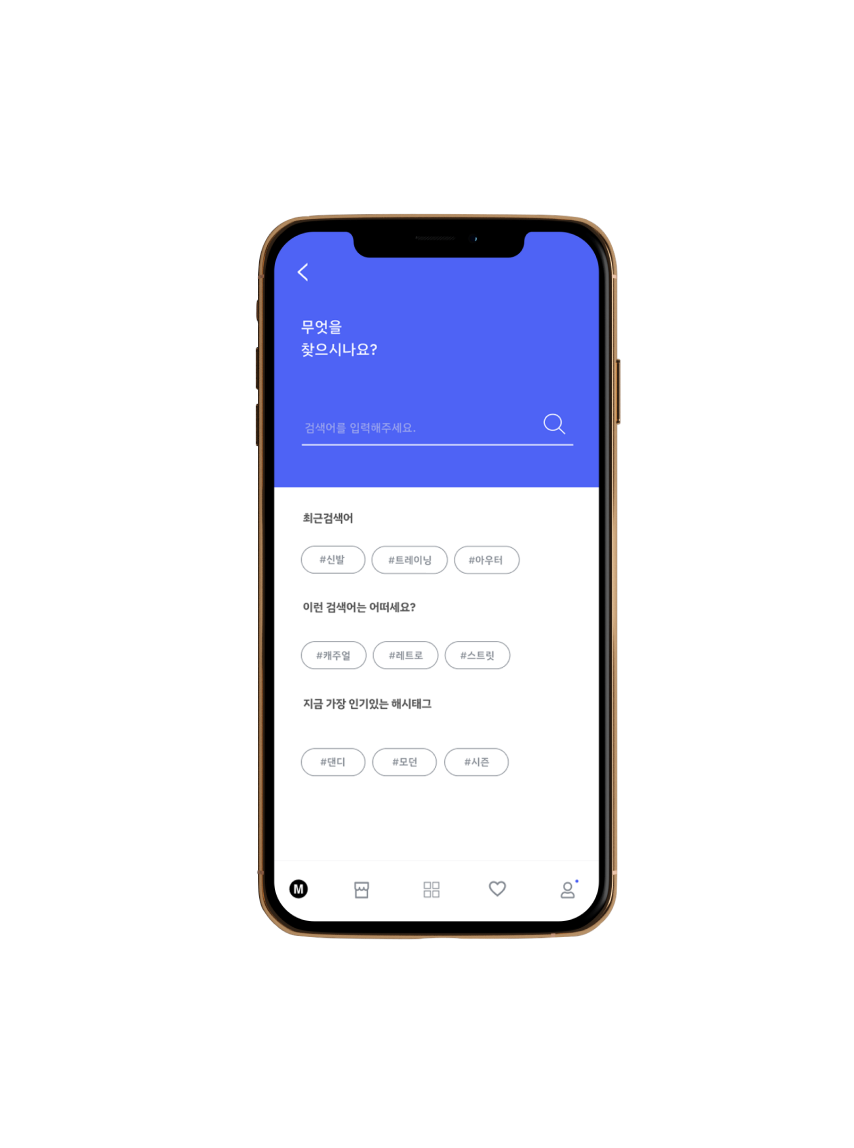 무엇을
찾으시나요?
검색어를 입력해주세요.
최근검색어
#신발 #트레이닝 #아우터
이런 검색어는 어떠세요?
#캐주얼 #레트로 #스트릿
지금 가장 인기있는 해시태그
#댄디 #모던 #시즌
M